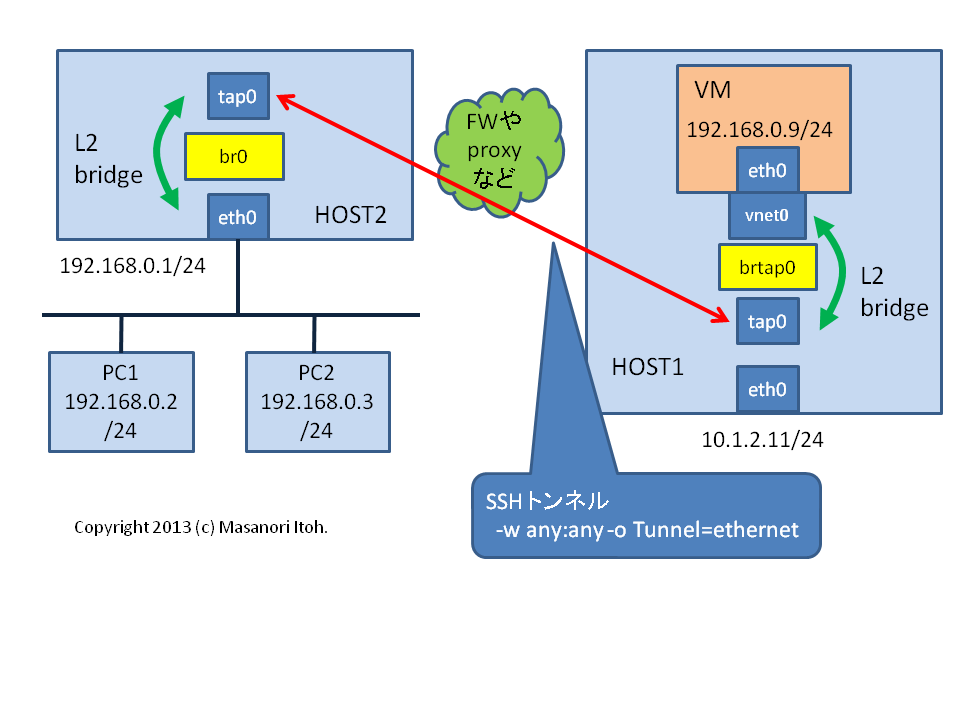 tap0
L2
bridge
br0
eth0
HOST2
192.168.0.1/24
PC1
192.168.0.2
/24
PC2
192.168.0.3
/24
FWや
proxy
など
VM
192.168.0.9/24
eth0
vnet0
brtap0
L2
bridge
tap0
HOST1
eth0
10.1.2.11/24
SSHトンネル
-w any:any -o Tunnel=ethernet
Copyright 2013 (c) Masanori Itoh.